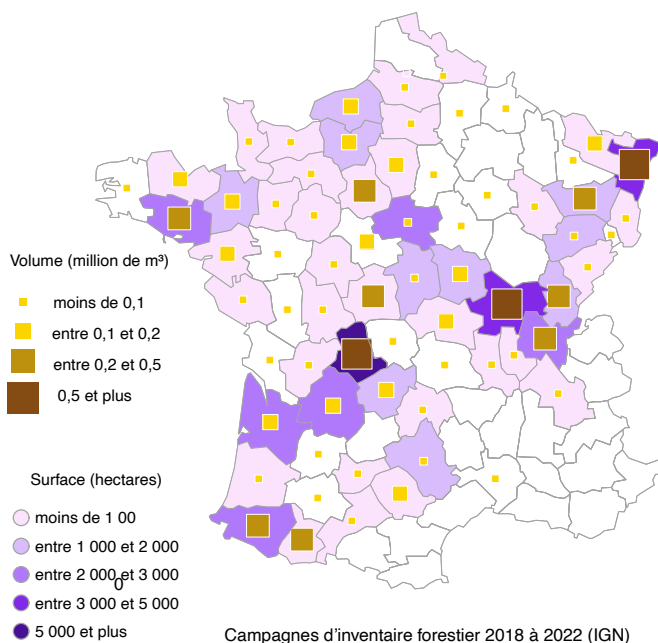 Volume (million de m³)
moins de 0,1
entre 0,1 et 0,2
entre 0,2 et 0,5
0,5 et plus
Surface (hectares)
moins de 1 00
entre 1 000 et 2 000
entre 2 000 et 3 000
0
entre 3 000 et 5 000
5 000 et plus
Campagnes d'inventaire forestier 2018 à 2022 (IGN)